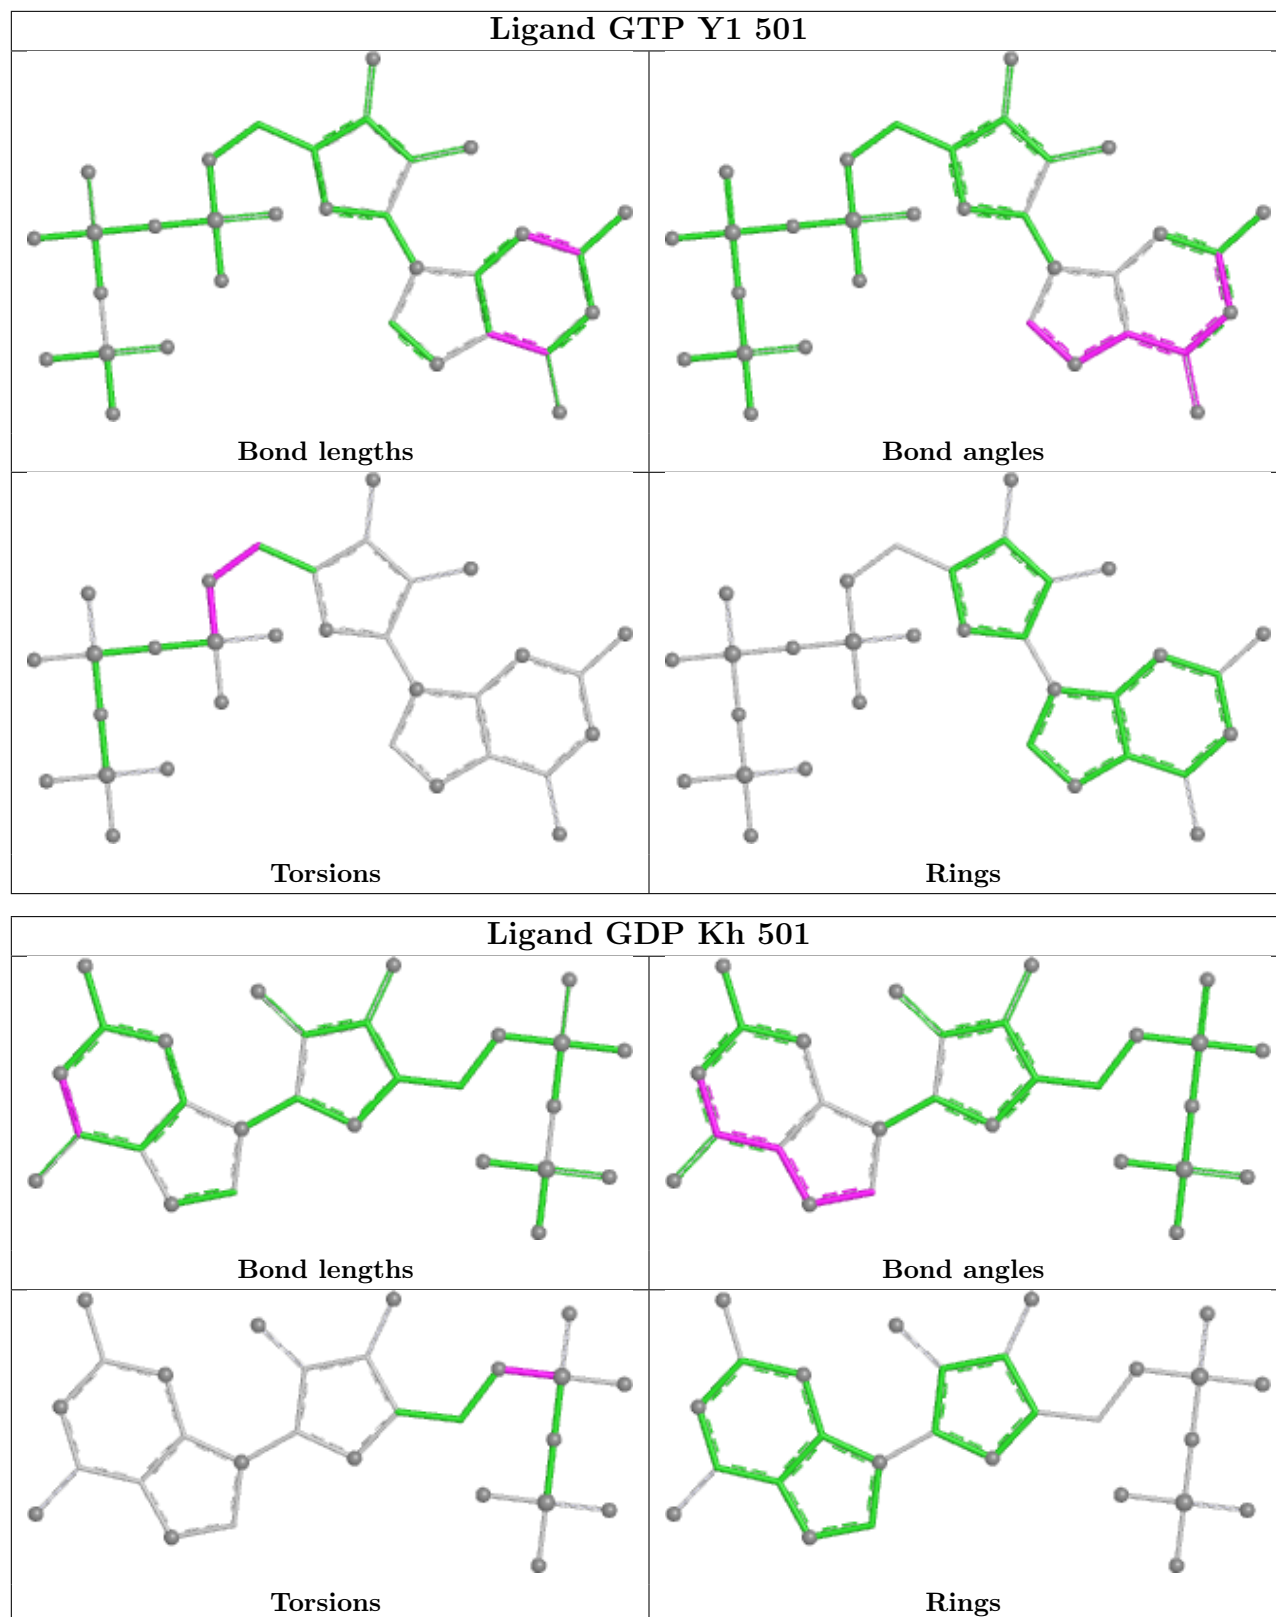 Ligand GTP Y1 501
Bond lengths
Bond angles
Torsions
Rings
Ligand GDP Kh 501
Bond lengths
Bond angles
Torsions
Rings